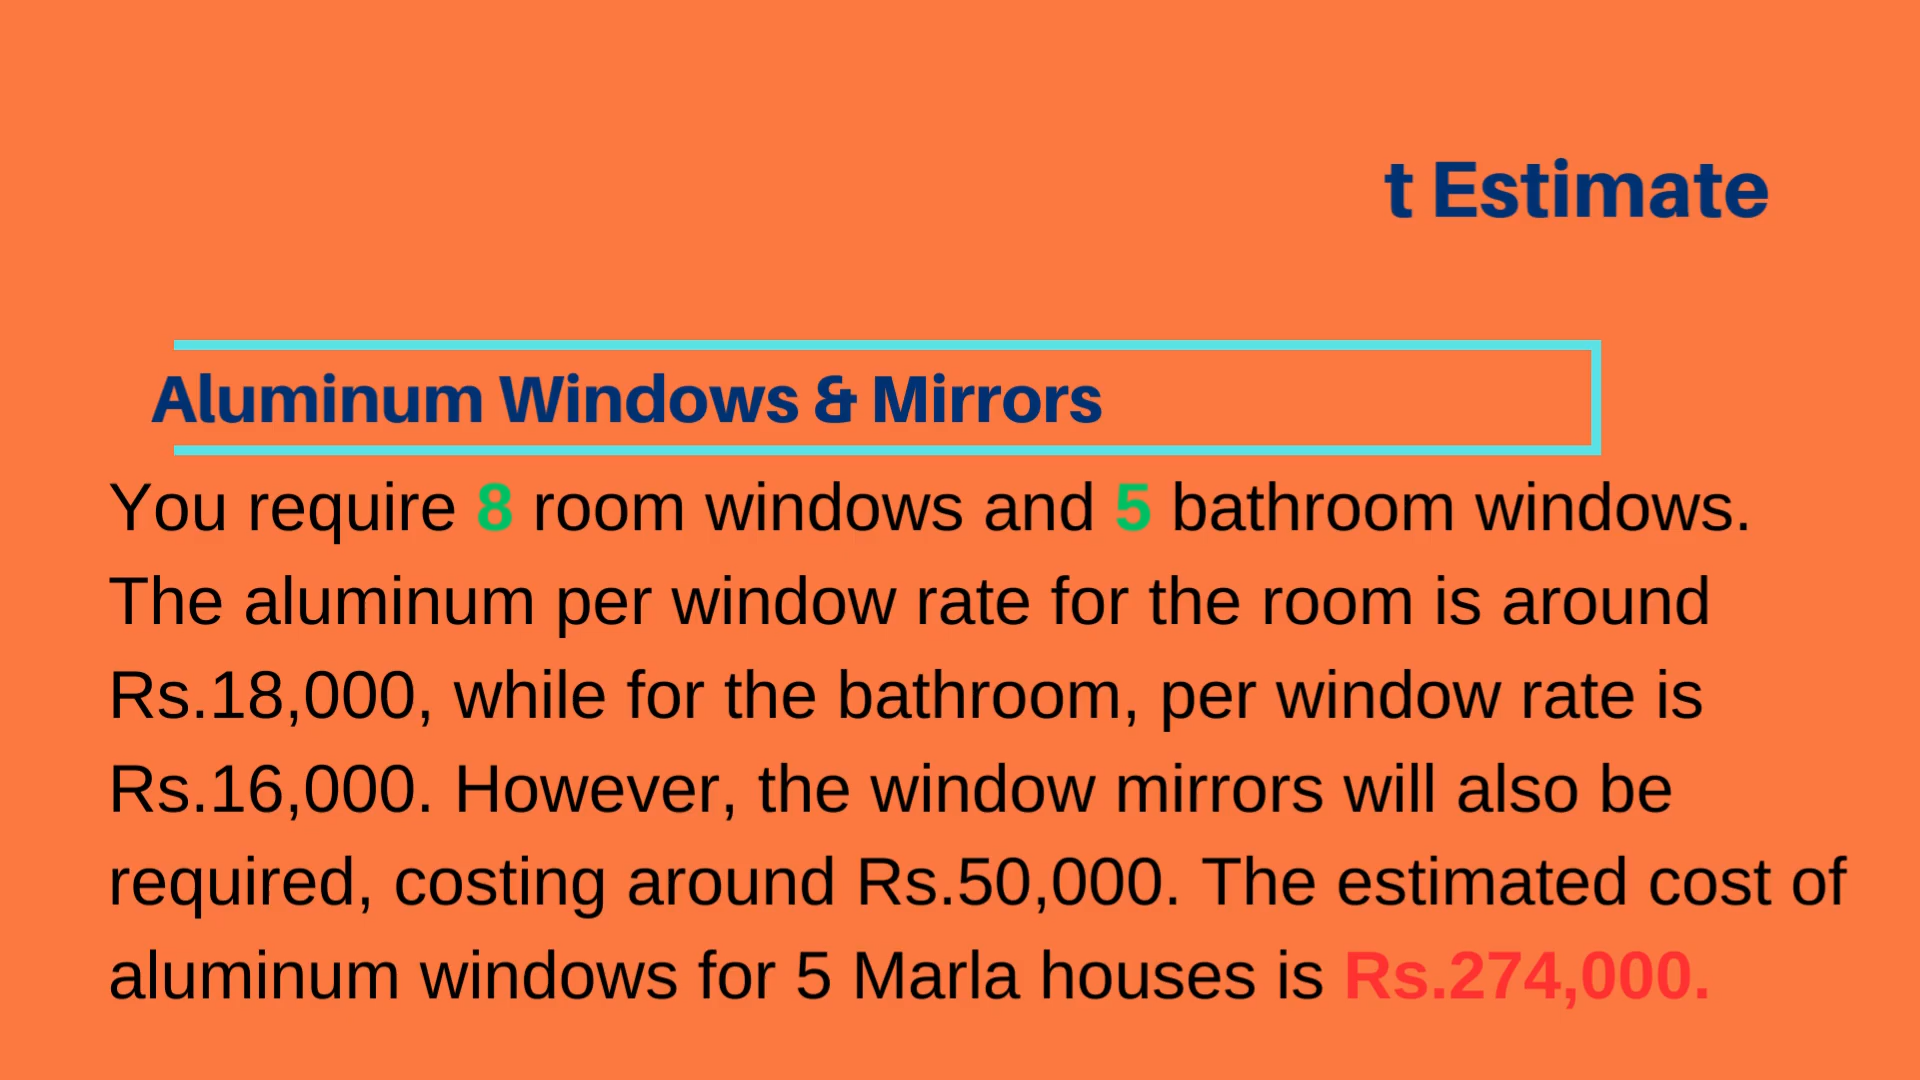 t Estimate
Aluminum Windows & Mirrors
You require 8 room windows and 5 bathroom windows.
The aluminum per window rate for the room is around
Rs.18,000, while for the bathroom, per window rate is
Rs.16,000. However, the window mirrors will also be
required, costing around Rs.50,000. The estimated cost of
aluminum windows for 5 Marla houses is Rs.274,000.